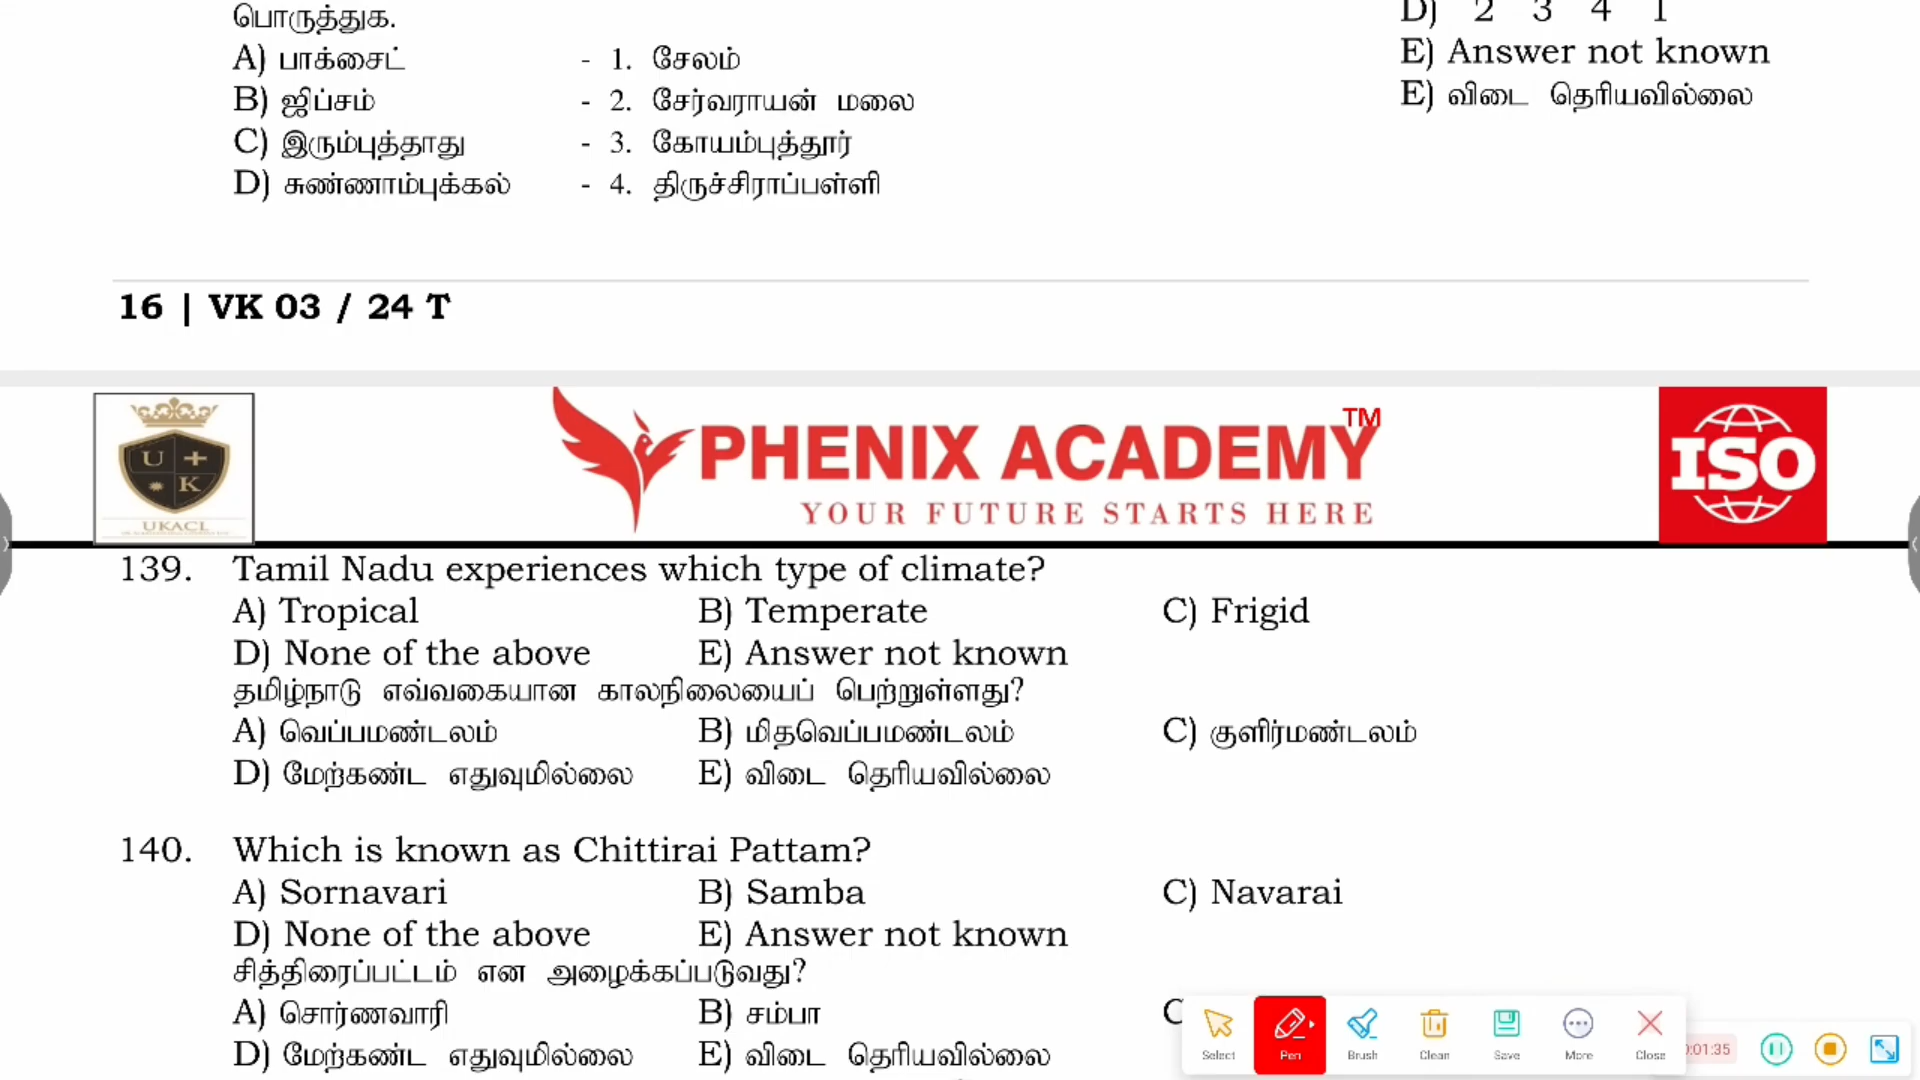 பொருத்துக.
A) பாக்சைட் - 1. சேலம்
B) ஜிப்சம் - 2. சேர்வராயன் மலை
C) இரும்புத்தாது - 3. கோயம்புத்தூர்
D) சுண்ணாம்புக்கல் - 4. திருச்சிராப்பள்ளி
D) 2 3 4 1
E) Answer not known
E) விடை தெரியவில்லை
16 | VK 03 / 24 T
U + K
UKACL
PHENIX ACADEMY TM
YOUR FUTURE STARTS HERE
ISO
139. Tamil Nadu experiences which type of climate?
A) Tropical B) Temperate C) Frigid
D) None of the above E) Answer not known
தமிழ்நாடு எவ்வகையான காலநிலையைப் பெற்றுள்ளது?
A) வெப்பமண்டலம் B) மிதவெப்பமண்டலம் C) குளிர்மண்டலம்
D) மேற்கண்ட எதுவுமில்லை E) விடை தெரியவில்லை
140. Which is known as Chittirai Pattam?
A) Sornavari B) Samba C) Navarai
D) None of the above E) Answer not known
சித்திரைப்பட்டம் என அழைக்கப்படுவது?
A) சொர்ணவாரி B) சம்பா C
D) மேற்கண்ட எதுவுமில்லை E) விடை தெரியவில்லை
Select Pen Brush Clean Save More Close
:01:35